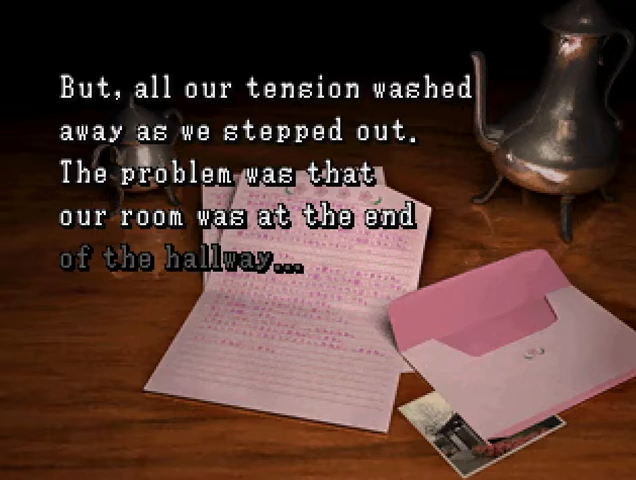 But, all our tension washed
away as we stepped out.
The problem was that
our room was at the end
of the hallway...